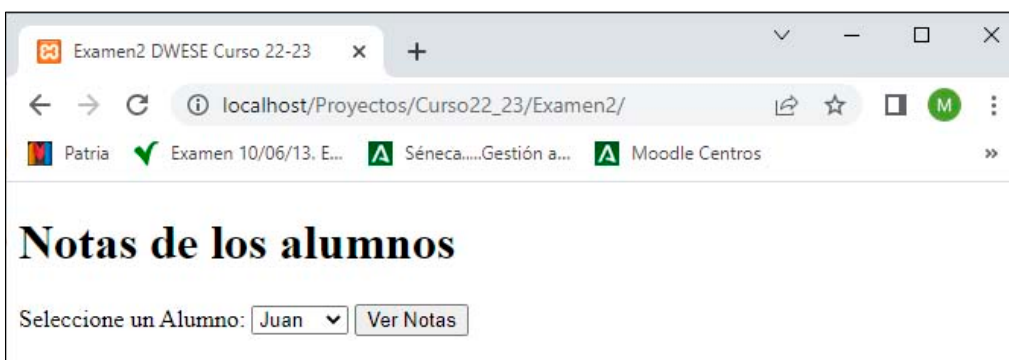 Examen2 DWESE Curso 22-23
localhost/Proyectos/Curso22_23/Examen2/
M
Patria Examen 10/06/13. E... Séneca.....Gestión a... Moodle Centros »
Notas de los alumnos
Seleccione un Alumno: Juan Ver Notas